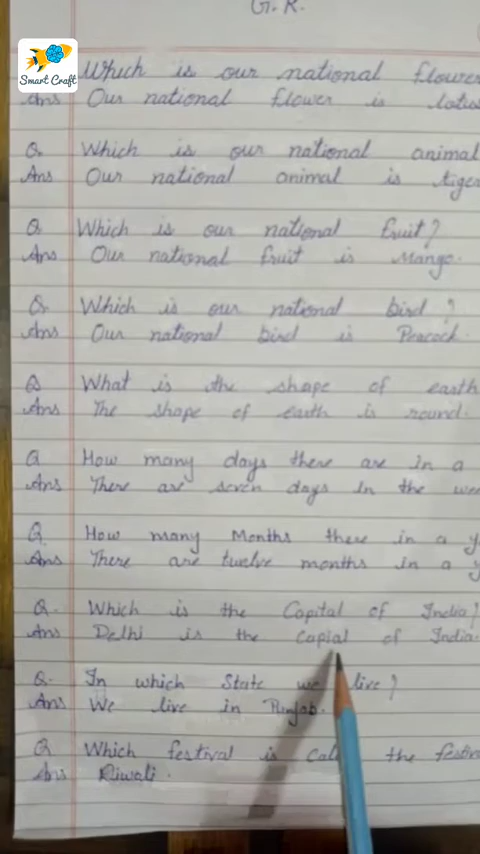 G.K.
Smart Craft
Which is our national flower
Ans Our national flower is lotus
Q. Which is our national animal
Ans Our national animal is tiger
Q. Which is our national fruit?
Ans Our national fruit is Mango.
Q. Which is our national bird?
Ans Our national bird is Peacock.
Q What is the shape of earth
Ans The shape of earth is round.
Q How many days there are in a
Ans There are seven days in the wee
Q. How many Months there in a y
Ans There are twelve months in a y
Q. Which is the Capital of India?
Ans Delhi is the Capial of India.
Q. In which State we live?
Ans We live in Punjab.
Q Which festival is Call the festiv
Ans Diwali.